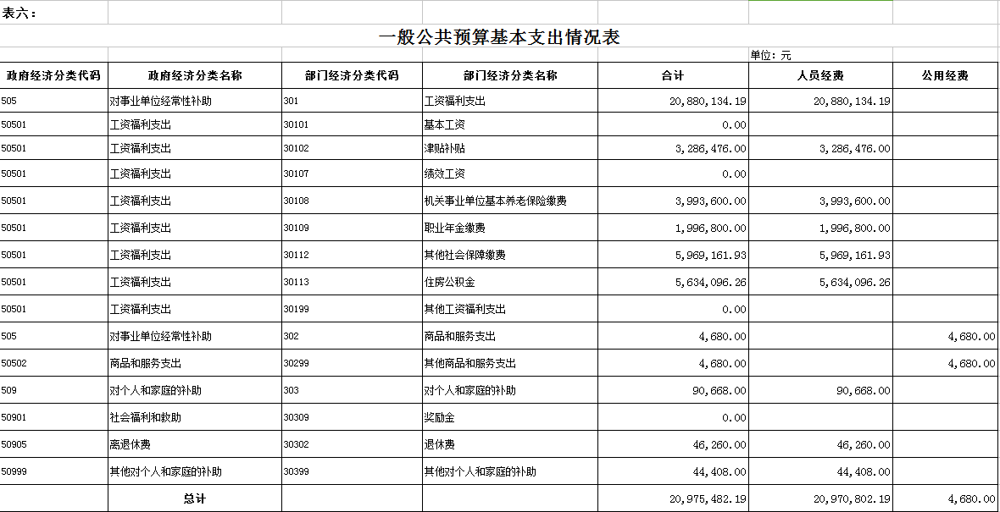 表六：
一般公共预算基本支出情况表
单位：元
政府经济分类代码 政府经济分类名称 部门经济分类代码 部门经济分类名称 合计 人员经费 公用经费
505 对事业单位经常性补助 301 工资福利支出 20,880,134.19 20,880,134.19
50501 工资福利支出 30101 基本工资 0.00
50501 工资福利支出 30102 津贴补贴 3,286,476.00 3,286,476.00
50501 工资福利支出 30107 绩效工资 0.00
50501 工资福利支出 30108 机关事业单位基本养老保险缴费 3,993,600.00 3,993,600.00
50501 工资福利支出 30109 职业年金缴费 1,996,800.00 1,996,800.00
50501 工资福利支出 30112 其他社会保障缴费 5,969,161.93 5,969,161.93
50501 工资福利支出 30113 住房公积金 5,634,096.26 5,634,096.26
50501 工资福利支出 30199 其他工资福利支出 0.00
505 对事业单位经常性补助 302 商品和服务支出 4,680.00 4,680.00
50502 商品和服务支出 30299 其他商品和服务支出 4,680.00 4,680.00
509 对个人和家庭的补助 303 对个人和家庭的补助 90,668.00 90,668.00
50901 社会福利和救助 30309 奖励金 0.00
50905 离退休费 30302 退休费 46,260.00 46,260.00
50999 其他对个人和家庭的补助 30399 其他对个人和家庭的补助 44,408.00 44,408.00
总计 20,975,482.19 20,970,802.19 4,680.00